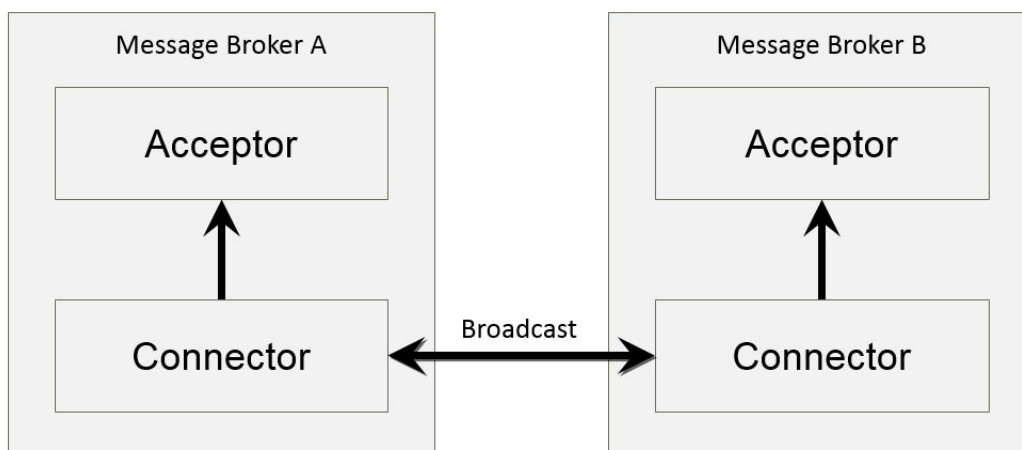 Message Broker A
Acceptor
Connector
Broadcast
Message Broker B
Acceptor
Connector